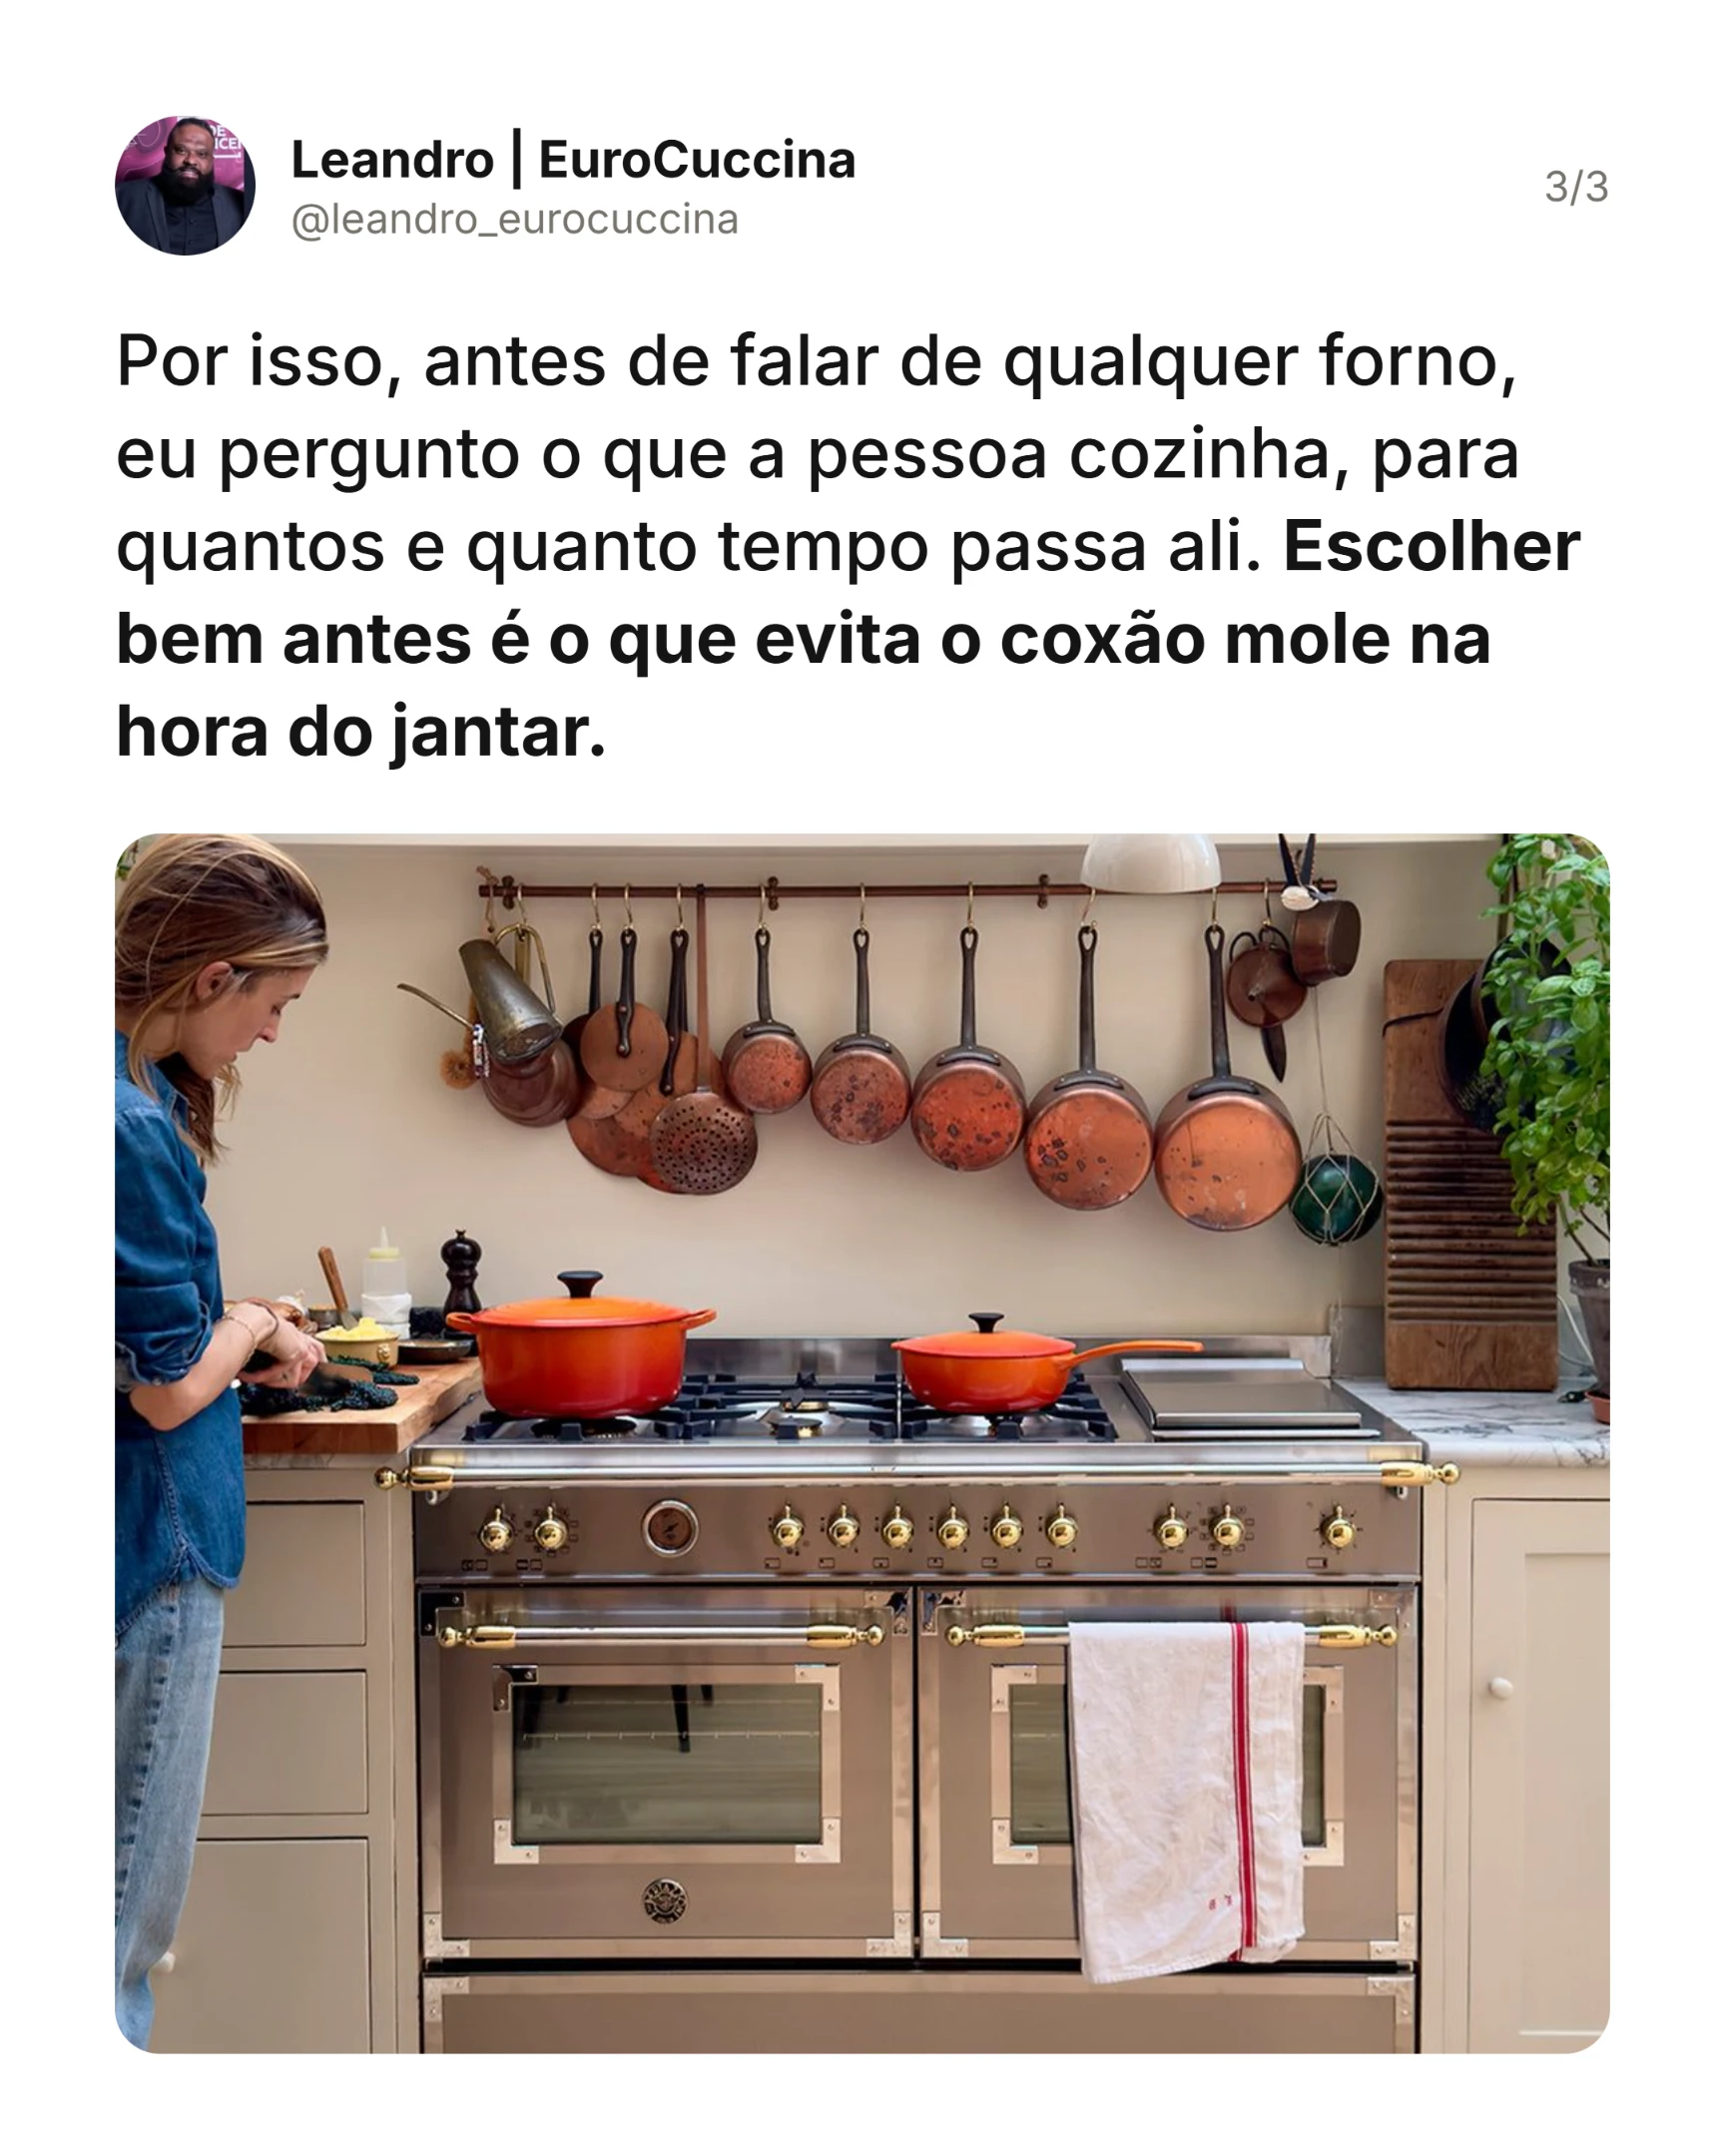 Leandro | EuroCuccina
@leandro_eurocuccina
3/3
Por isso, antes de falar de qualquer forno,
eu pergunto o que a pessoa cozinha, para
quantos e quanto tempo passa ali. Escolher
bem antes é o que evita o coxão mole na
hora do jantar.